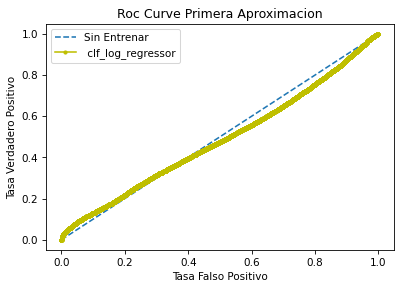 Roc Curve Primera Aproximacion
Sin Entrenar
clf_log_regressor
Tasa Verdadero Positivo
1.0
0.8
0.6
0.4
0.2
0.0
0.0 0.2 0.4 0.6 0.8 1.0
Tasa Falso Positivo